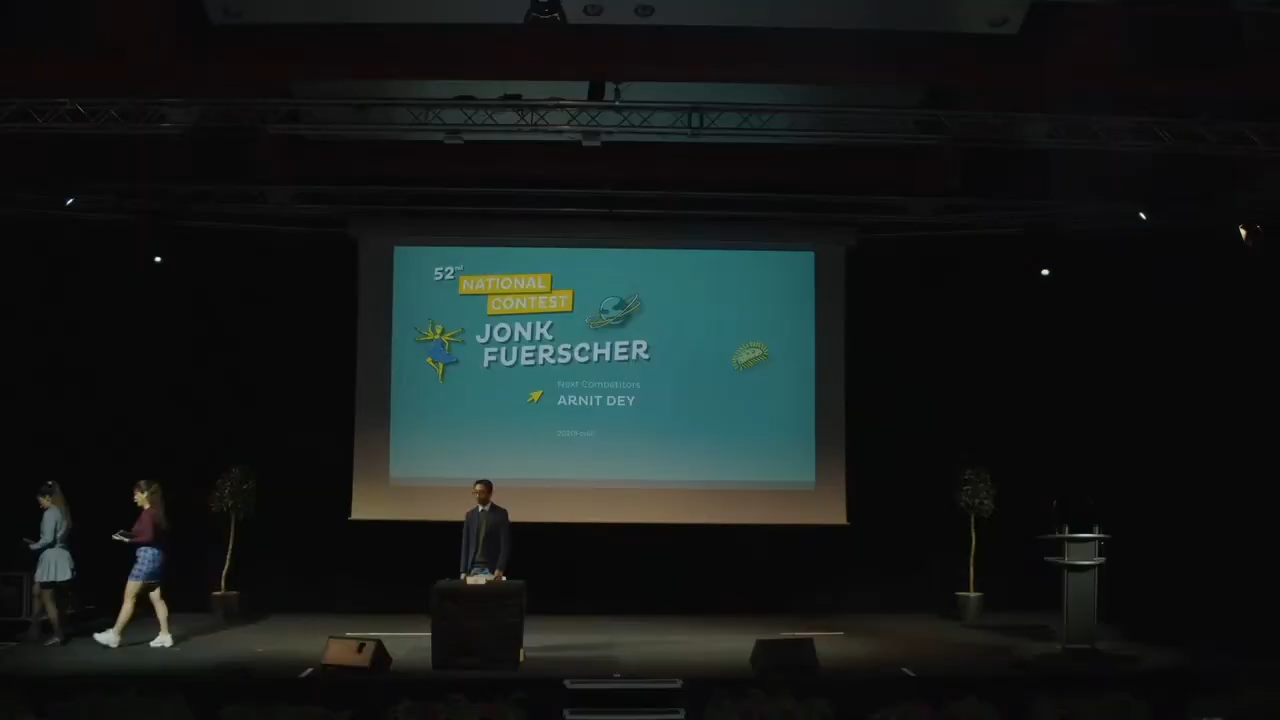 52nd
NATIONAL
CONTEST
JONK
FUERSCHER
Next Competitors
ARNIT DEY